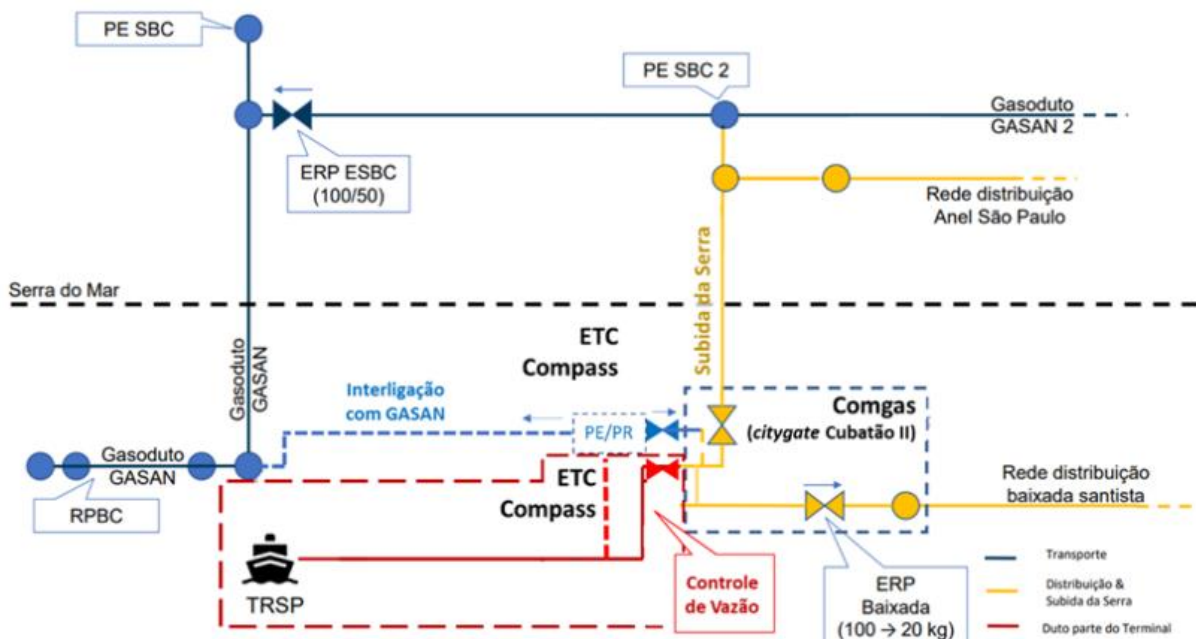 PE SBC
PE SBC 2
Gasoduto
GASAN 2
ERP ESBC
(100/50)
Rede distribuição
Anel São Paulo
Subida da Serra
Serra do Mar
ETC
Compass
Gasoduto
GASAN
Interligação
com GASAN
PE/PR
Comgas
(citygate Cubatão II)
Gasoduto
GASAN
ETC
Compass
Rede distribuição
baixada santista
RPBC
TRSP
Controle
de Vazão
ERP
Baixada
(100 → 20 kg)
Transporte
Distribuição &
Subida da Serra
Duto parte do Terminal